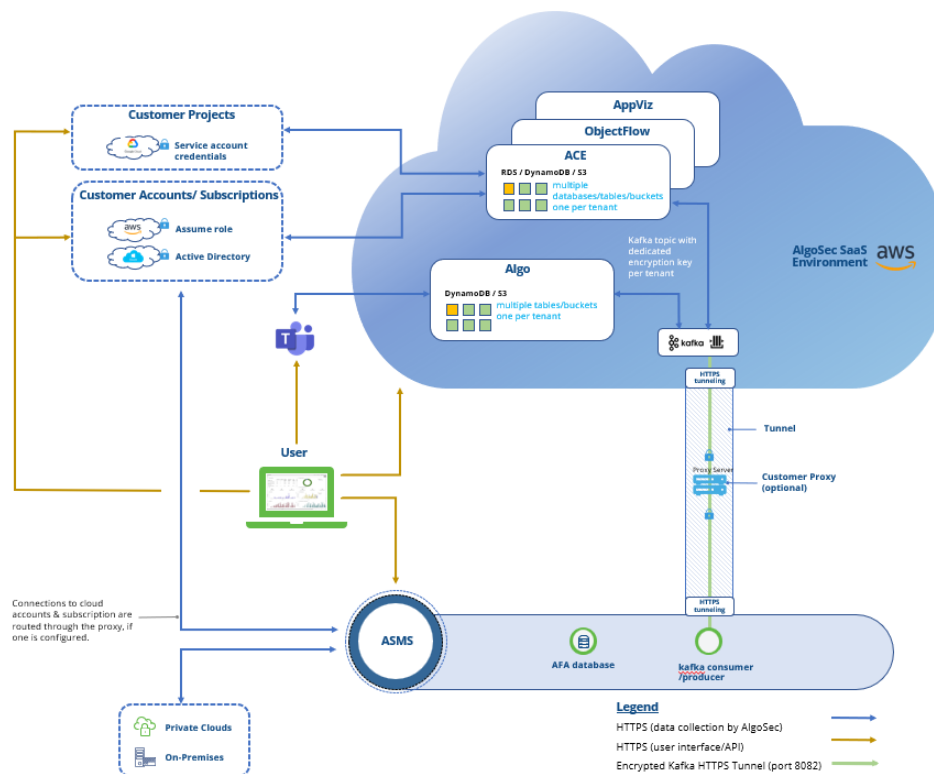 AppViz
ObjectFlow
ACE
RDS / DynamoDB / S3
multiple
databases/tables/buckets
one per tenant
Customer Projects
Service account
credentials
Customer Accounts/ Subscriptions
aws
Assume role
Active Directory
Kafka topic with
dedicated
encryption key
per tenant
AlgoSec SaaS
Environment
aws
Algo
DynamoDB / S3
multiple tables/buckets
one per tenant
T
kafka
HTTPS
tunneling
Tunnel
User
Proxy Server
Customer Proxy
(optional)
Connections to cloud
accounts & subscription are
routed through the proxy, if
one is configured.
HTTPS
tunneling
ASMS
AFA database
kafka consumer
/producer
Private Clouds
On-Premises
Legend
HTTPS (data collection by AlgoSec)
HTTPS (user interface/API)
Encrypted Kafka HTTPS Tunnel (port 8082)